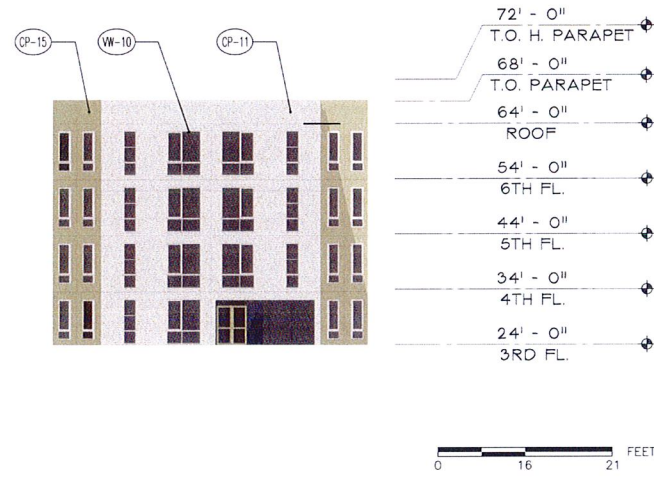 72' - 0"
T.O. H. PARAPET
CP-15
VW-10
CP-11
68' - 0"
T.O. PARAPET
64' - 0"
ROOF
54' - 0"
6TH FL.
44' - 0"
5TH FL.
34' - 0"
4TH FL.
24' - 0"
3RD FL.
FEET
0 16 21